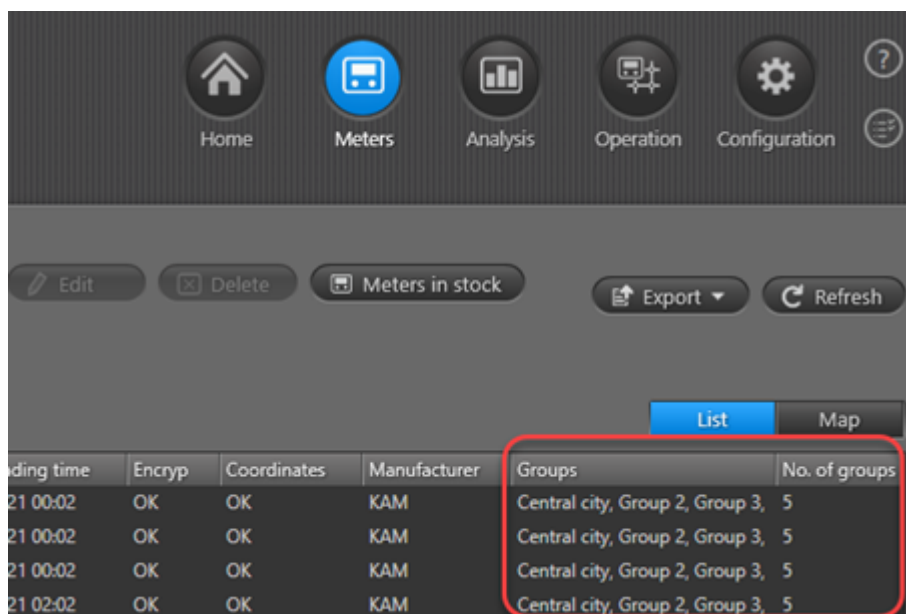 Home Meters Analysis Operation Configuration
Edit Delete Meters in stock
Export Refresh
List Map
ding time Encryp Coordinates Manufacturer Groups No. of groups
21 00:02 OK OK KAM Central city, Group 2, Group 3, 5
21 00:02 OK OK KAM Central city, Group 2, Group 3, 5
21 00:02 OK OK KAM Central city, Group 2, Group 3, 5
21 02:02 OK OK KAM Central city, Group 2, Group 3, 5